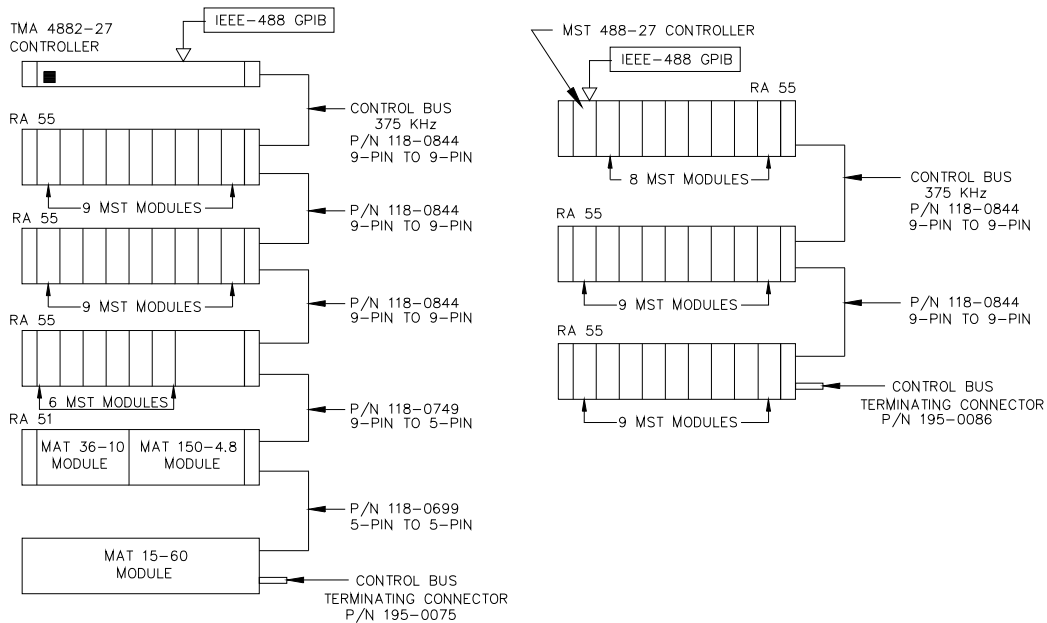 TMA 4882-27
CONTROLLER
IEEE-488 GPIB
CONTROL BUS
375 KHz
P/N 118-0844
9-PIN TO 9-PIN
RA 55
9 MST MODULES
P/N 118-0844
9-PIN TO 9-PIN
RA 55
9 MST MODULES
P/N 118-0844
9-PIN TO 9-PIN
RA 55
6 MST MODULES
P/N 118-0749
9-PIN TO 5-PIN
RA 51
MAT 36-10
MODULE
MAT 150-4.8
MODULE
P/N 118-0699
5-PIN TO 5-PIN
MAT 15-60
MODULE
CONTROL BUS
TERMINATING CONNECTOR
P/N 195-0075
MST 488-27 CONTROLLER
IEEE-488 GPIB
RA 55
8 MST MODULES
CONTROL BUS
375 KHz
P/N 118-0844
9-PIN TO 9-PIN
RA 55
9 MST MODULES
P/N 118-0844
9-PIN TO 9-PIN
RA 55
9 MST MODULES
CONTROL BUS
TERMINATING CONNECTOR
P/N 195-0086